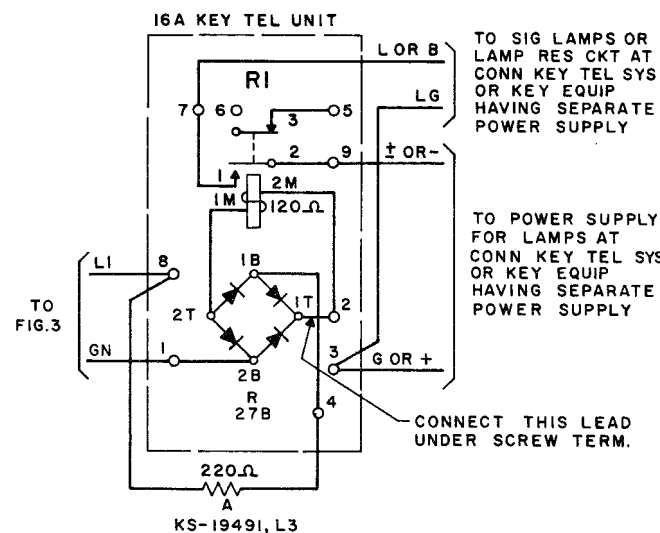 16A KEY TEL UNIT
L OR B
TO SIG LAMPS OR
LAMP RES CKT AT
CONN KEY TEL SYS
OR KEY EQUIP
HAVING SEPARATE
POWER SUPPLY
R1
LG
7
6
3
5
2
9
± OR -
1
2M
1M
120Ω
TO POWER SUPPLY
FOR LAMPS AT
CONN KEY TEL SYS
OR KEY EQUIP
HAVING SEPARATE
POWER SUPPLY
L1
8
1B
TO
FIG.3
2T
1T
2
GN
1
2B
3
G OR +
R
27B
4
CONNECT THIS LEAD
UNDER SCREW TERM.
220Ω
A
KS-19491, L3